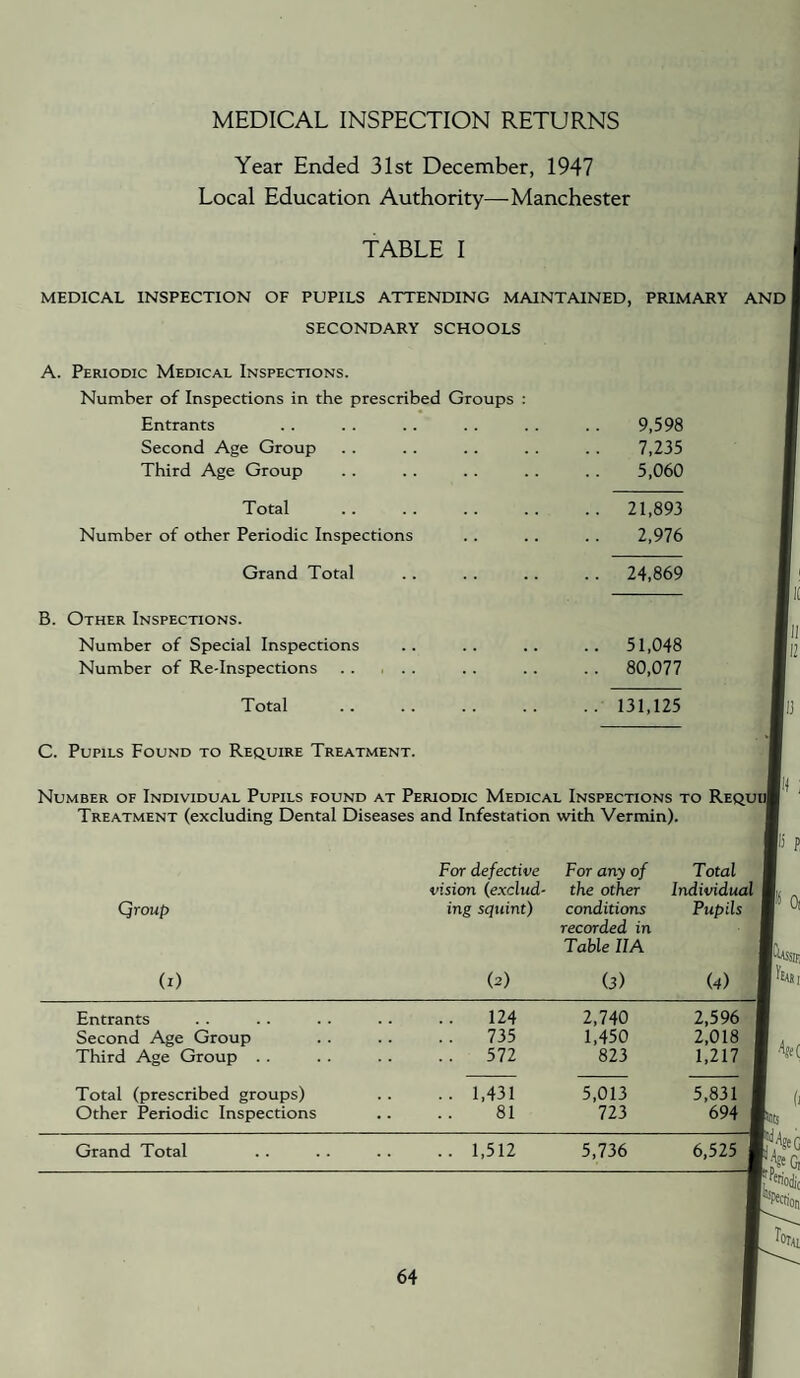 MEDICAL INSPECTION RETURNS
Year Ended 31st December, 1947
Local Education Authority—Manchester
TABLE I
MEDICAL INSPECTION OF PUPILS ATTENDING MAINTAINED, PRIMARY AND
SECONDARY SCHOOLS
A. Periodic Medical Inspections.
Number of Inspections in the prescribed Groups :
Entrants .. .. .. .. .. .. 9,598
Second Age Group .. .. .. .. .. 7,235
Third Age Group .. .. .. .. .. 5,060
Total .. .. .. .. .. 21,893
Number of other Periodic Inspections .. .. .. 2,976
Grand Total .. .. .. .. 24,869
B. Other Inspections.
Number of Special Inspections .. .. .. .. 51,048
Number of Re-Inspections .. .. .. .. .. 80,077
Total .. .. .. .. .. 131,125
C. Pupils Found to Require Treatment.
Number of Individual Pupils found at Periodic Medical Inspections to Requi
Treatment (excluding Dental Diseases and Infestation with Vermin).
For defective For any of Total
vision (exclud- the other Individual
Group ing squint) conditions Pupils
recorded in
Table IIA
(1) (2) (3) (4)
Entrants .. .. .. .. .. 124 2,740 2,596
Second Age Group .. .. .. 735 1,450 2,018
Third Age Group .. .. .. .. 572 823 1,217
Total (prescribed groups) .. .. 1,431 5,013 5,831
Other Periodic Inspections .. .. 81 723 694
Grand Total .. .. .. .. 1,512 5,736 6,525
64
11
12
13
14
Total